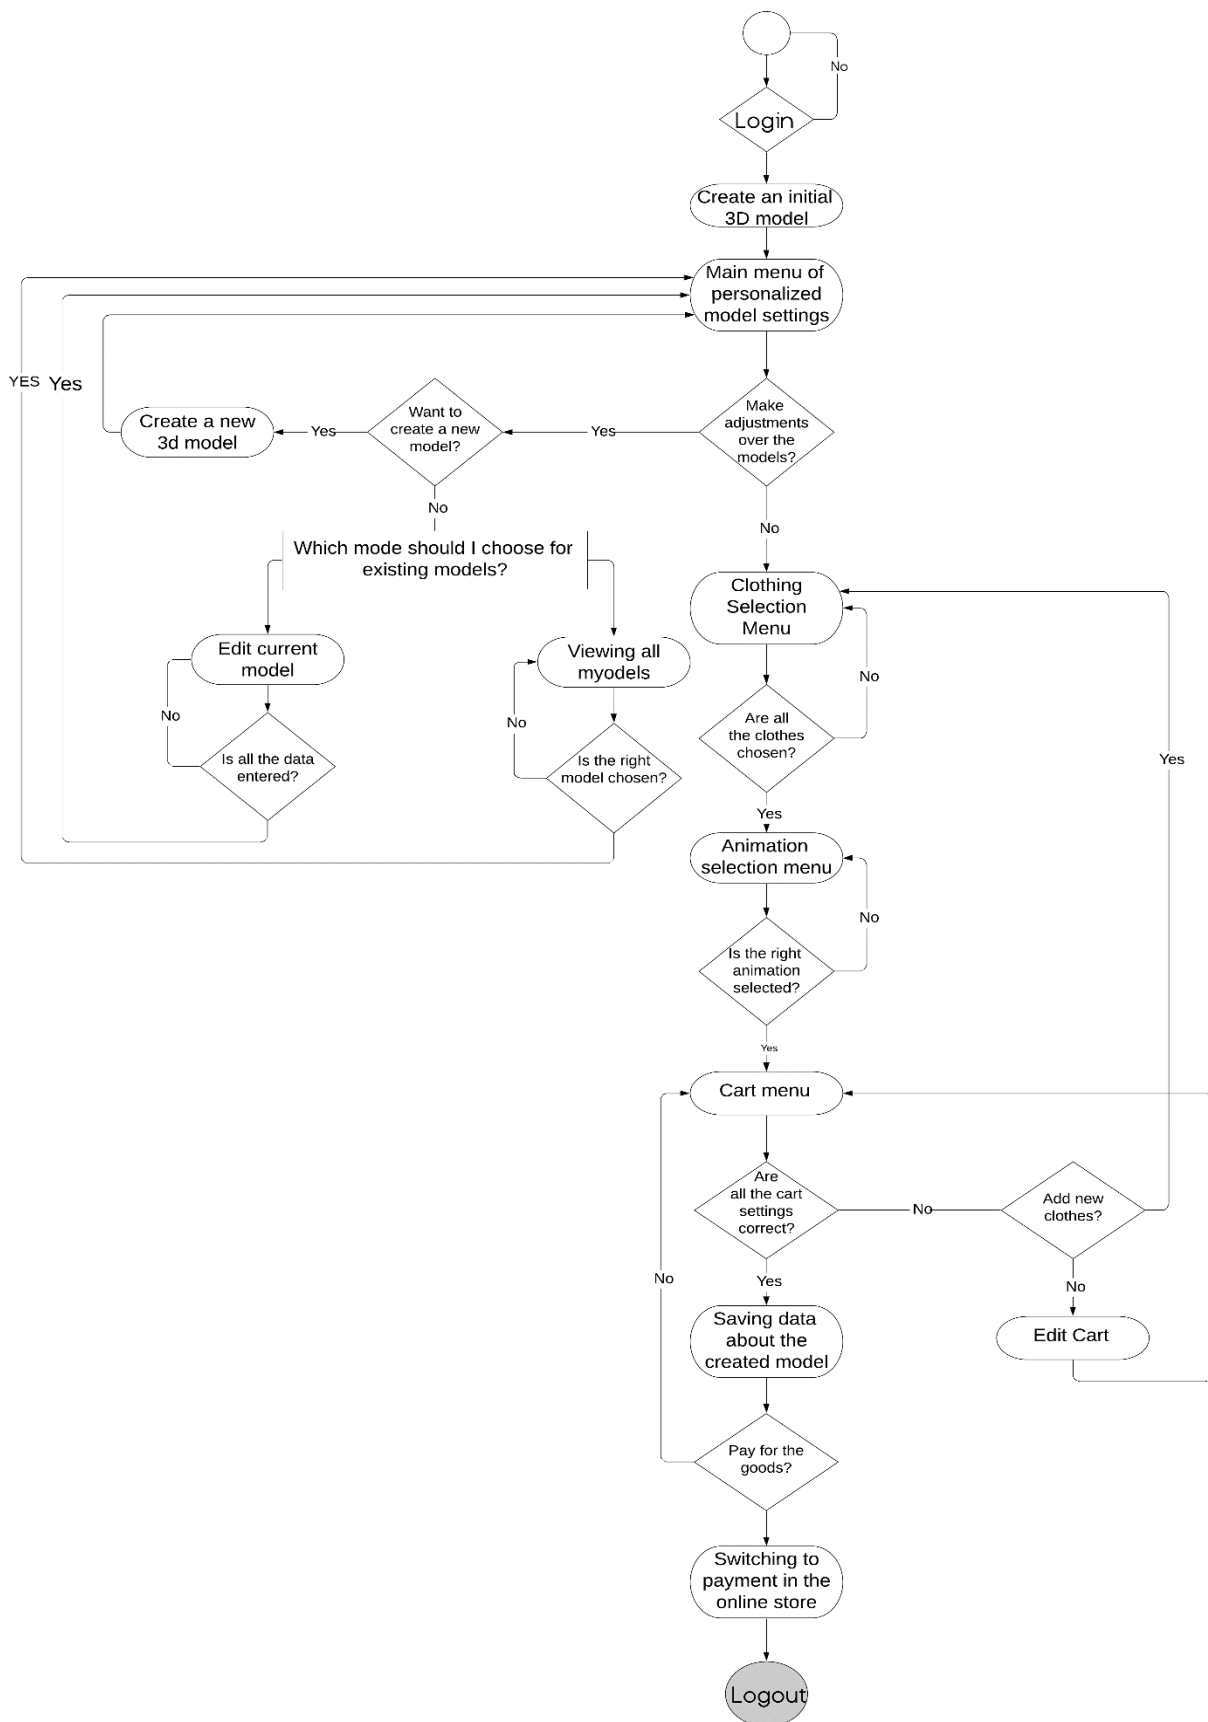 No
Login
Create an initial
3D model
Main menu of
personalized
model settings
YES
Yes
Create a new
3d model
Yes
Want to
create a new
model?
Yes
Make
adjustments
over the
models?
No
No
Which mode should I choose for
existing models?
Clothing
Selection
Menu
Edit current
model
Viewing all
myodels
No
No
No
Are all
the clothes
chosen?
Is all the data
entered?
Is the right
model chosen?
Yes
Yes
Animation
selection menu
No
Is the right
animation
selected?
Yes
Cart menu
Are
all the cart
settings
correct?
No
Add new
clothes?
No
Yes
No
Saving data
about the
created model
Edit Cart
Pay for the
goods?
Switching to
payment in the
online store
Logout